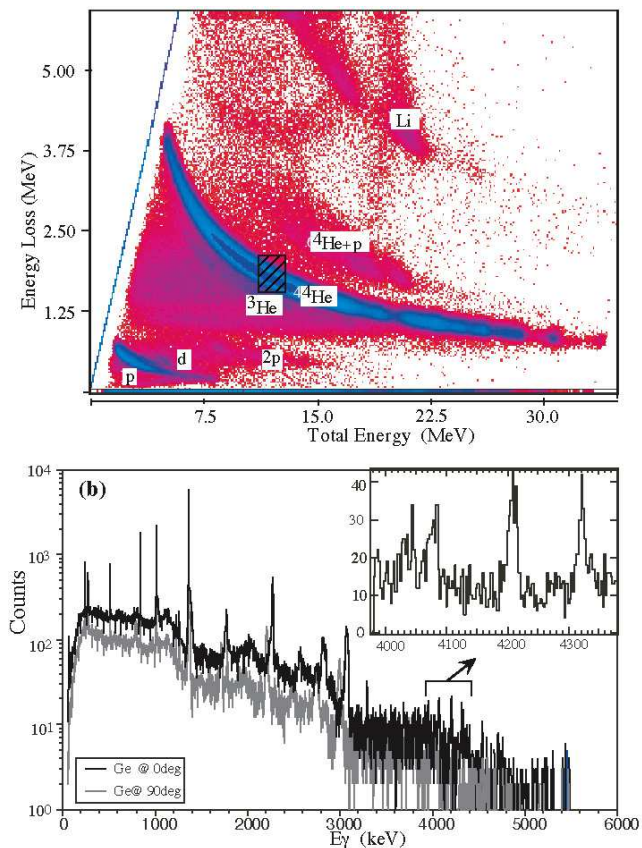 5.00
3.75
2.50
1.25
Energy Loss (MeV)
Li
⁴He+p
³He
⁴He
p
d
2p
7.5
15.0
22.5
30.0
Total Energy (MeV)
(b)
10⁴
10³
10²
10¹
10⁰
Counts
40
30
20
10
0
4000
4100
4200
4300
Ge @ 0deg
Ge@ 90deg
0
1000
2000
3000
4000
5000
6000
Eγ (keV)